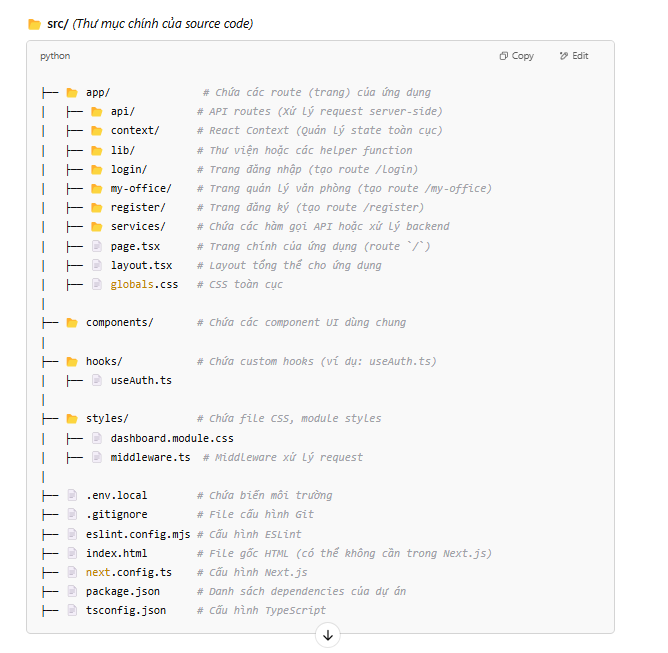 src/ (Thư mục chính của source code)
python Copy Edit
├── app/ # Chứa các route (trang) của ứng dụng
│ ├── api/ # API routes (Xử lý request server-side)
│ ├── context/ # React Context (Quản lý state toàn cục)
│ ├── lib/ # Thư viện hoặc các helper function
│ ├── login/ # Trang đăng nhập (tạo route /login)
│ ├── my-office/ # Trang quản lý văn phòng (tạo route /my-office)
│ ├── register/ # Trang đăng ký (tạo route /register)
│ ├── services/ # Chứa các hàm gọi API hoặc xử lý backend
│ ├── page.tsx # Trang chính của ứng dụng (route `/`)
│ ├── layout.tsx # Layout tổng thể cho ứng dụng
│ ├── globals.css # CSS toàn cục
│
├── components/ # Chứa các component UI dùng chung
│
├── hooks/ # Chứa custom hooks (ví dụ: useAuth.ts)
│ ├── useAuth.ts
│
├── styles/ # Chứa file CSS, module styles
│ ├── dashboard.module.css
│ ├── middleware.ts # Middleware xử lý request
│
├── .env.local # Chứa biến môi trường
├── .gitignore # File cấu hình Git
├── eslint.config.mjs # Cấu hình ESLint
├── index.html # File gốc HTML (có thể không cần trong Next.js)
├── next.config.ts # Cấu hình Next.js
├── package.json # Danh sách dependencies của dự án
├── tsconfig.json # Cấu hình TypeScript